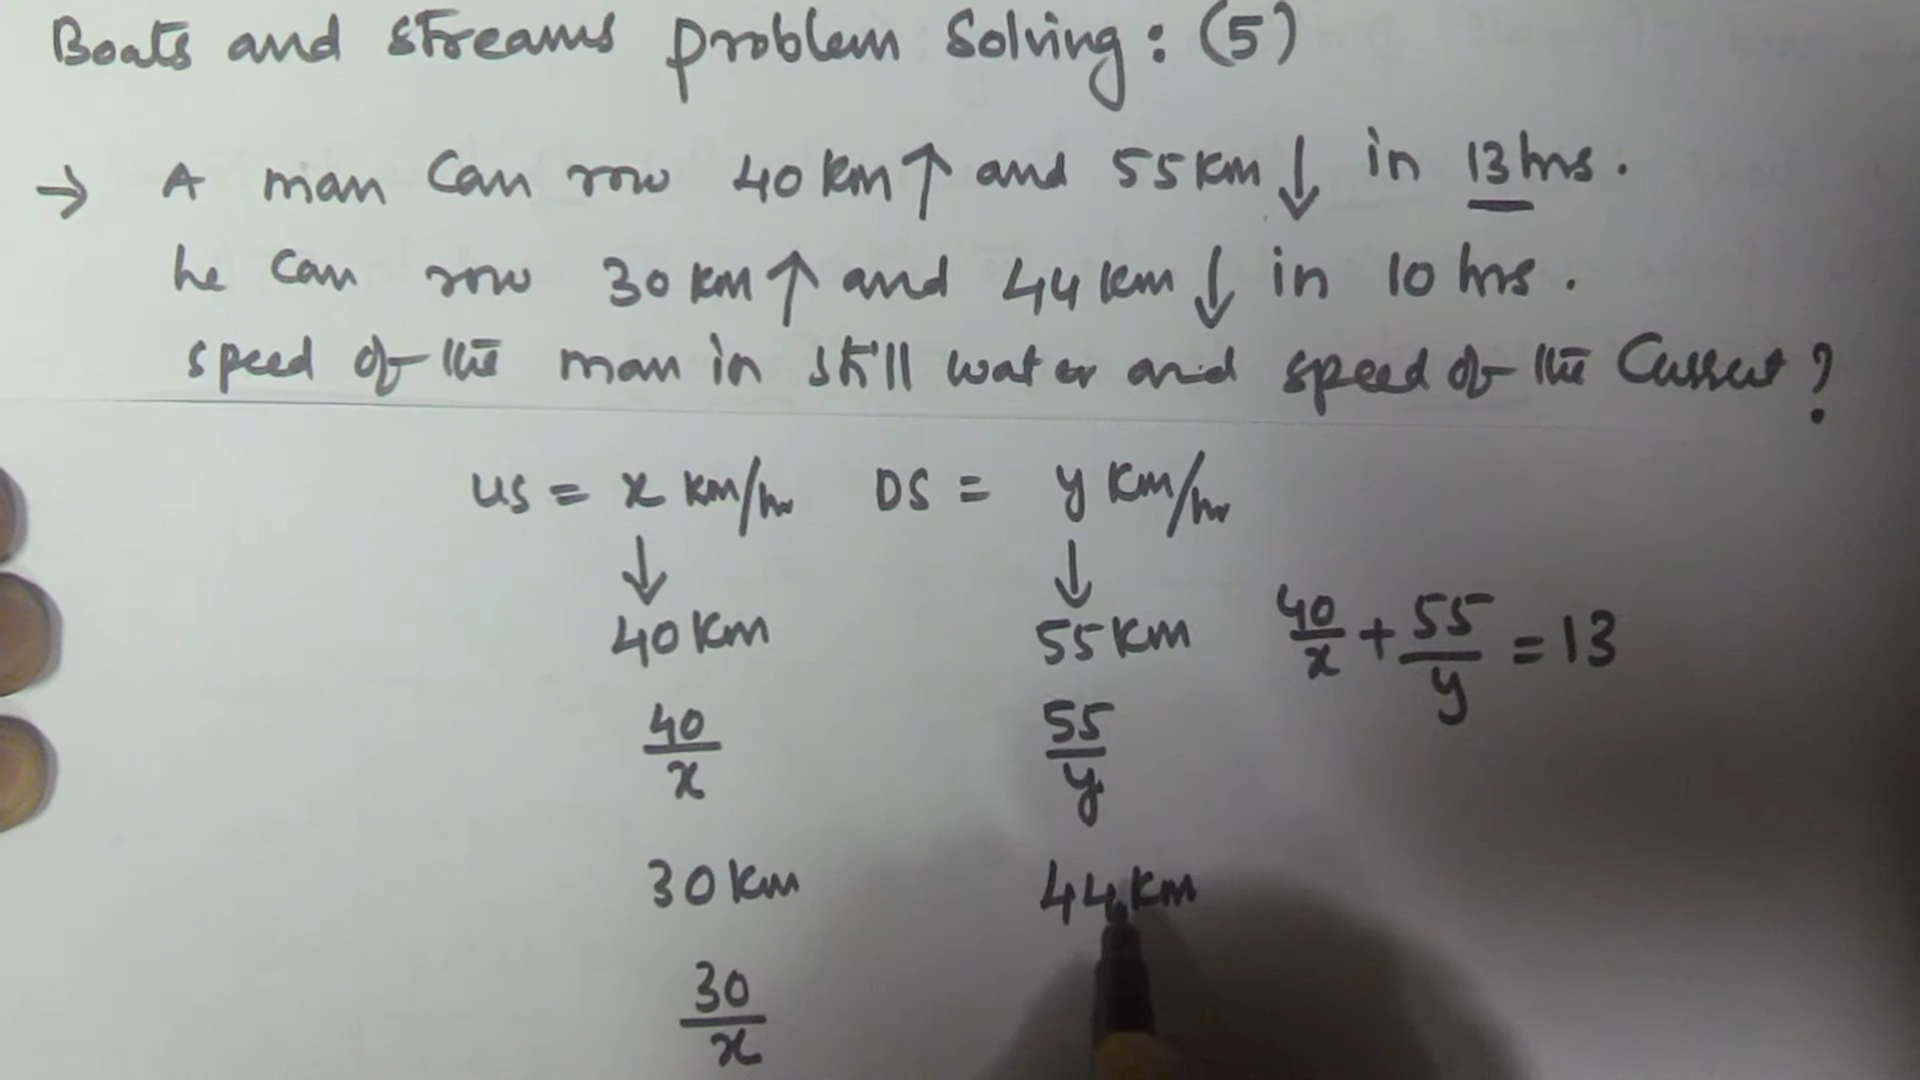 Boats and streams problem solving: (5)
→ A man can row 40 km ↑ and 55 km ↓ in 13 hrs.
he can row 30 km ↑ and 44 km ↓ in 10 hrs.
speed of the man in still water and speed of the current?
US = x km/hr DS = y km/hr
↓ ↓
40 km 55 km 40/x + 55/y = 13
40/x 55/y
30 km 44 km
30/x